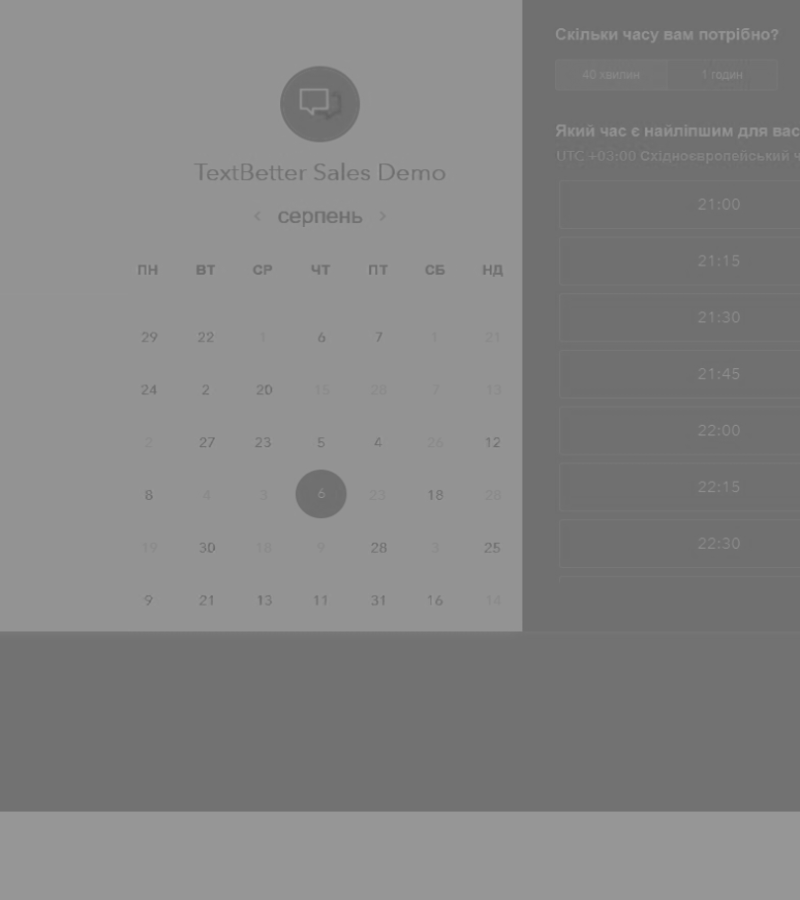 TextBetter Sales Demo
< серпень >
ПН ВТ СР ЧТ ПТ СБ НД
29 22 1 6 7 1 21
24 2 20 15 28 7 13
2 27 23 5 4 26 12
8 4 3 6 23 18 28
19 30 18 9 28 3 25
9 21 13 11 31 16 14
Скільки часу вам потрібно?
40 хвилин 1 годин
Який час є найліпшим для вас
UTC +03:00 Східноєвропейський ч
21:00
21:15
21:30
21:45
22:00
22:15
22:30